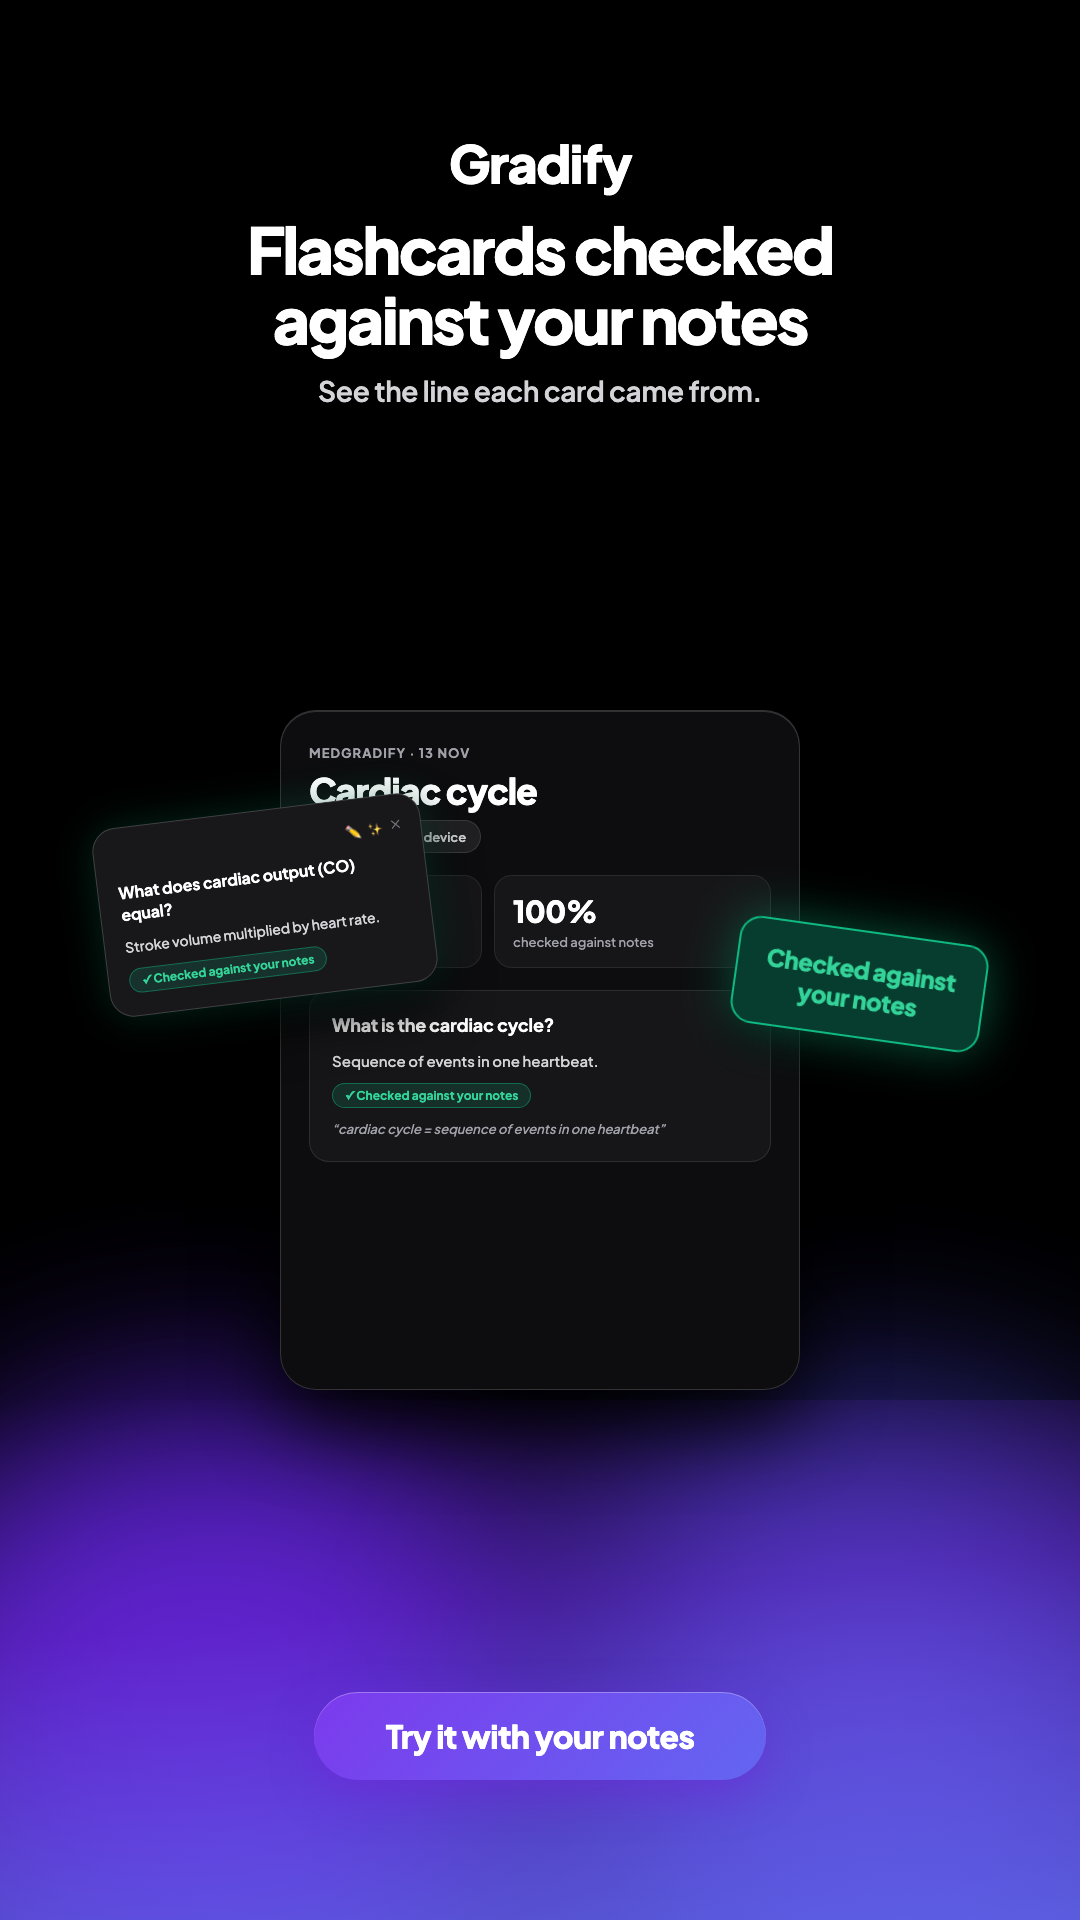 Gradify
Flashcards checked
against your notes
See the line each card came from.
MEDGRADIFY · 13 NOV
Cardiac cycle
device
What does cardiac output (CO)
equal?
Stroke volume multiplied by heart rate.
✓Checked against your notes
100%
checked against notes
Checked against
your notes
What is the cardiac cycle?
Sequence of events in one heartbeat.
✓Checked against your notes
“cardiac cycle = sequence of events in one heartbeat”
Try it with your notes